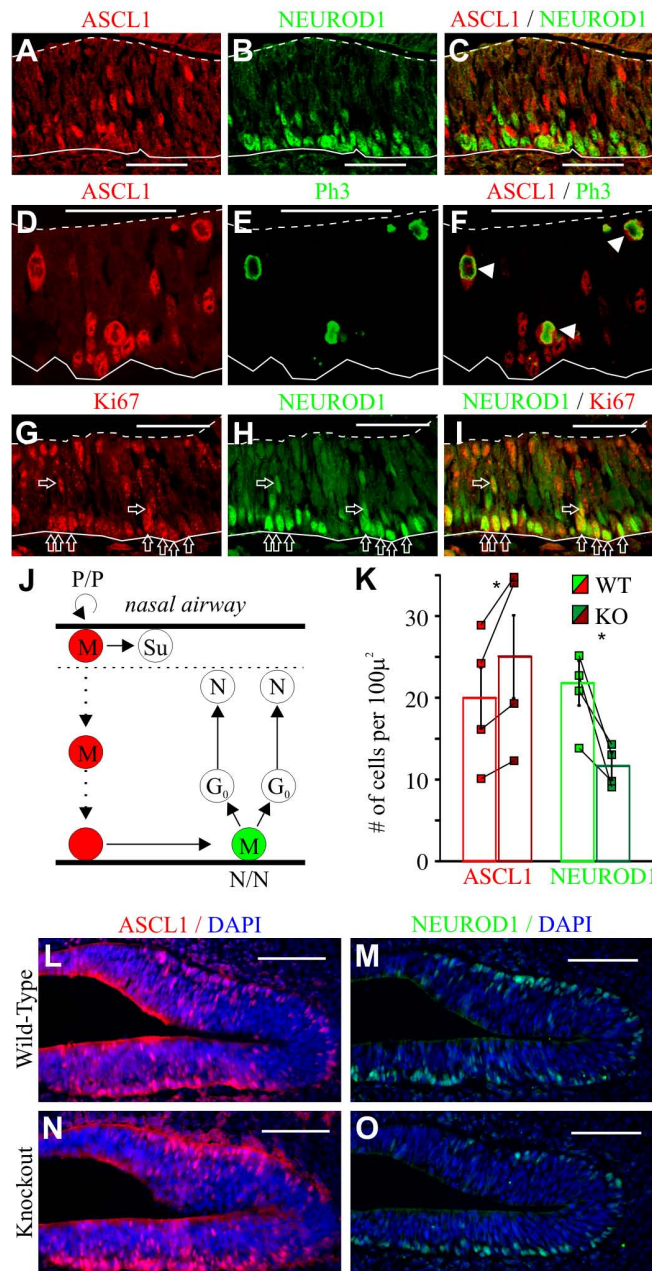 ASCL1 NEUROD1 ASCL1 / NEUROD1
A B C
ASCL1 Ph3 ASCL1 / Ph3
D E F
Ki67 NEUROD1 NEUROD1 / Ki67
G H I
J
P/P
nasal airway
M Su
N N
M
G₀ G₀
M
N/N
K
WT
KO
*
*
# of cells per 100µ²
30
20
10
0
ASCL1 NEUROD1
ASCL1 / DAPI NEUROD1 / DAPI
Wild-Type
L M
Knockout
N O